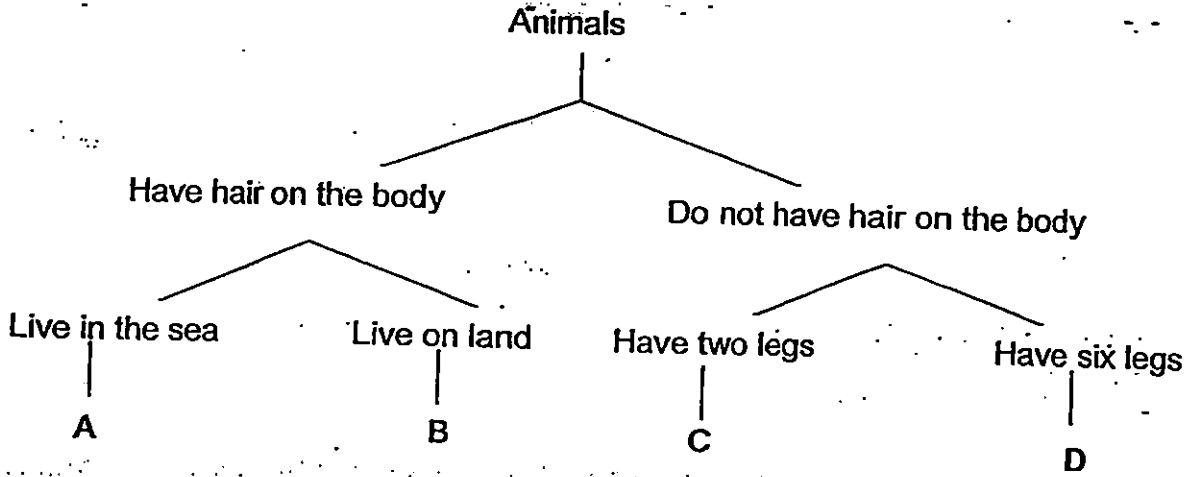 Animals
Have hair on the body
Do not have hair on the body
Live in the sea
Live on land
Have two legs
Have six legs
A
B
C
D